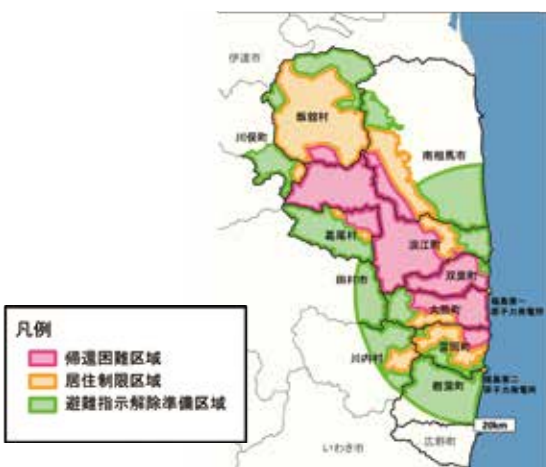 伊達市
飯舘村
川俣町
南相馬市
葛尾村
浪江町
田村市
双葉町
大熊町
福島第一
原子力発電所
富岡町
川内村
楢葉町
福島第二
原子力発電所
20km
いわき市
広野町
凡例
帰還困難区域
居住制限区域
避難指示解除準備区域